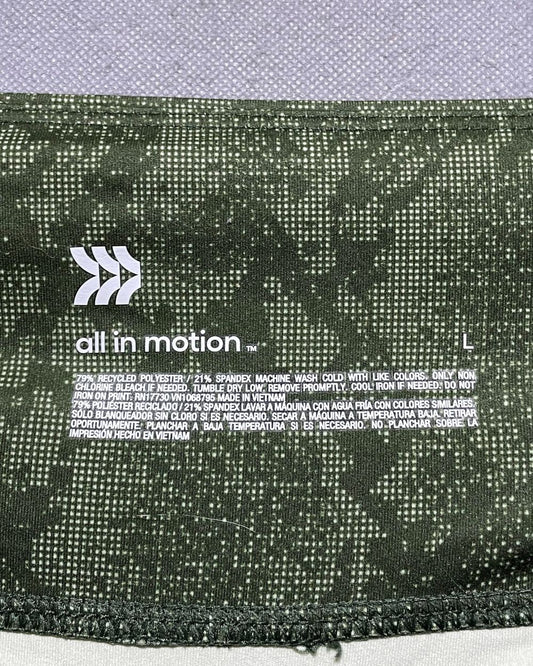 all in motion™
L
79% RECYCLED POLYESTER / 21% SPANDEX MACHINE WASH COLD WITH LIKE COLORS. ONLY NON
CHLORINE BLEACH IF NEEDED. TUMBLE DRY LOW. REMOVE PROMPTLY. COOL IRON IF NEEDED. DO NOT
IRON ON PRINT. RN17730 VN1068795 MADE IN VIETNAM
79% POLIÉSTER RECICLADO / 21% SPANDEX LAVAR A MÁQUINA CON AGUA FRÍA CON COLORES SIMILARES.
SÓLO BLANQUEADOR SIN CLORO SI ES NECESARIO. SECAR A MÁQUINA A TEMPERATURA BAJA. RETIRAR
OPORTUNAMENTE. PLANCHAR A BAJA TEMPERATURA SI ES NECESARIO. NO PLANCHAR SOBRE LA
IMPRESIÓN HECHO EN VIETNAM